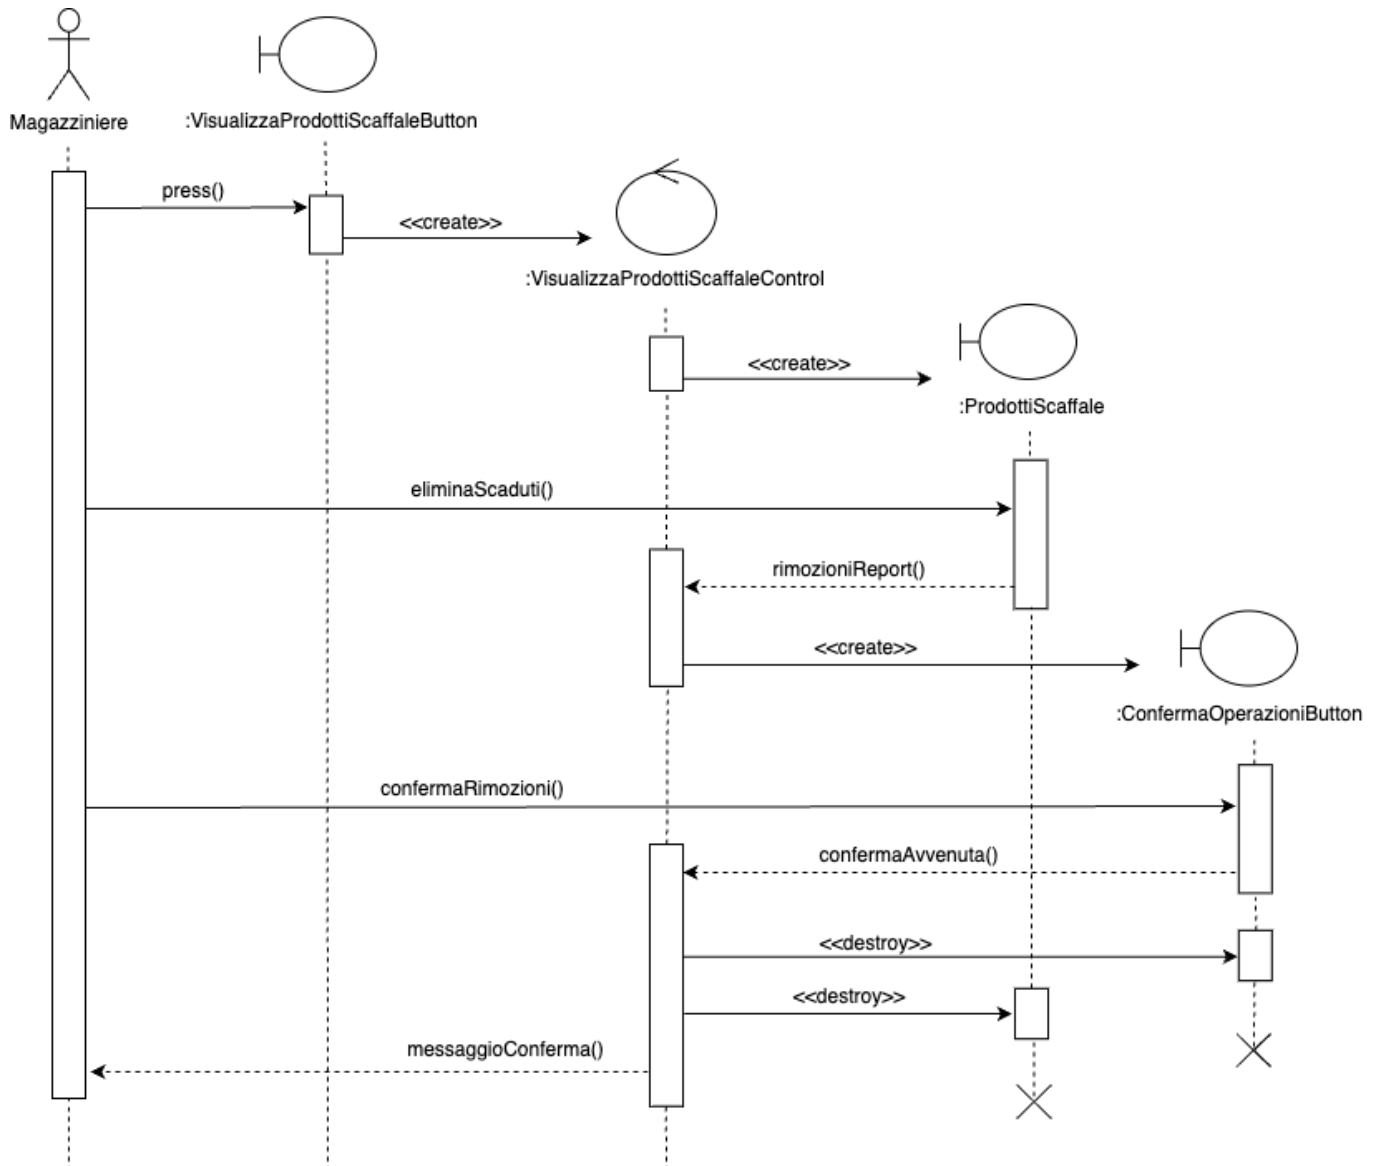 Magazziniere
:VisualizzaProdottiScaffaleButton
press()
<<create>>
:VisualizzaProdottiScaffaleControl
<<create>>
:ProdottiScaffale
eliminaScaduti()
rimozioniReport()
<<create>>
:ConfermaOperazioniButton
confermaRimozioni()
confermaAvvenuta()
<<destroy>>
<<destroy>>
messaggioConferma()